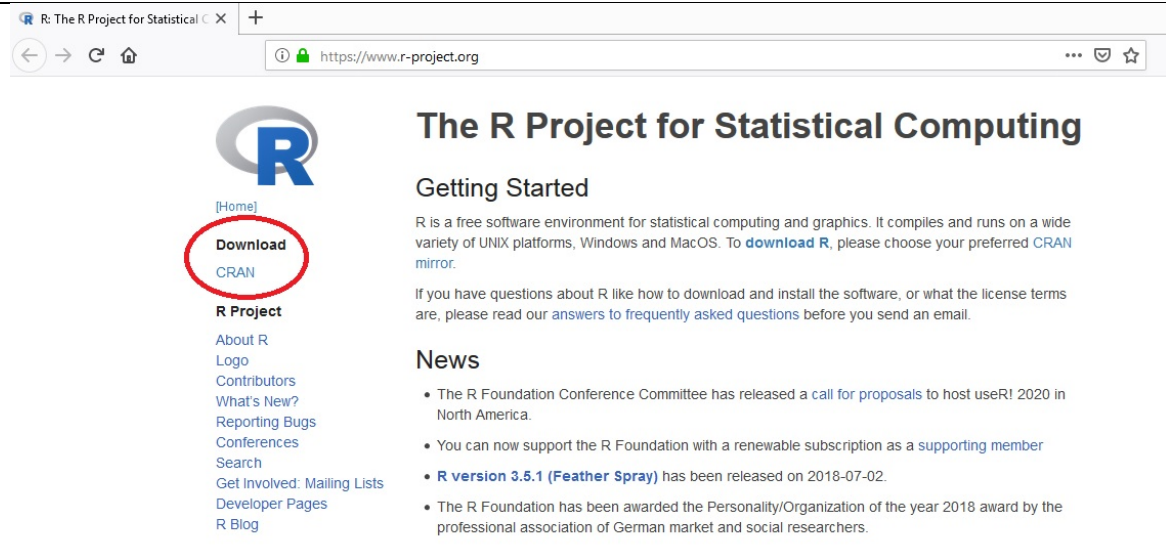 R: The R Project for Statistical C
https://www.r-project.org
R
[Home]
Download
CRAN
R Project
About R
Logo
Contributors
What's New?
Reporting Bugs
Conferences
Search
Get Involved: Mailing Lists
Developer Pages
R Blog
The R Project for Statistical Computing
Getting Started
R is a free software environment for statistical computing and graphics. It compiles and runs on a wide
variety of UNIX platforms, Windows and MacOS. To download R, please choose your preferred CRAN
mirror.
If you have questions about R like how to download and install the software, or what the license terms
are, please read our answers to frequently asked questions before you send an email.
News
• The R Foundation Conference Committee has released a call for proposals to host useR! 2020 in
North America.
• You can now support the R Foundation with a renewable subscription as a supporting member
• R version 3.5.1 (Feather Spray) has been released on 2018-07-02.
• The R Foundation has been awarded the Personality/Organization of the year 2018 award by the
professional association of German market and social researchers.